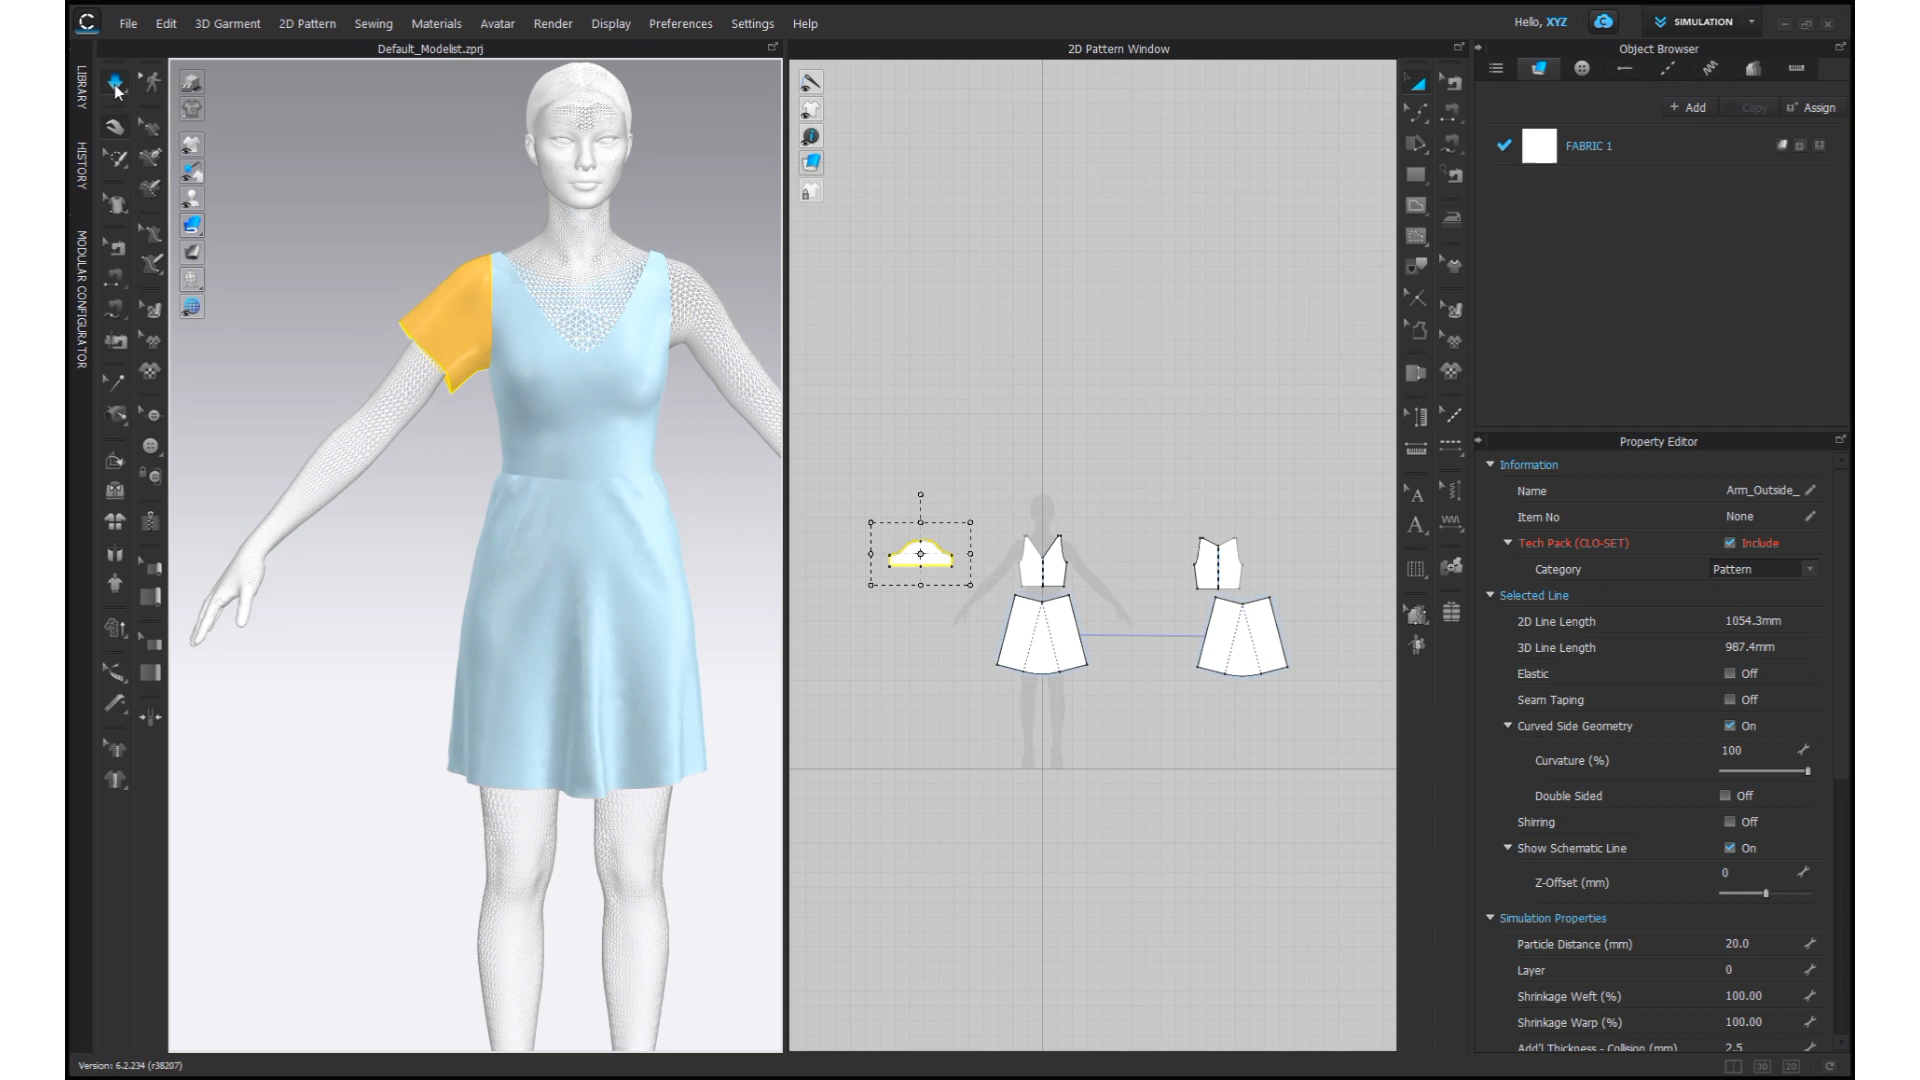 File Edit 3D Garment 2D Pattern Sewing Materials Avatar Render Display Preferences Settings Help
Hello, XYZ
SIMULATION
Default_Modelist.zprj
2D Pattern Window
Object Browser
LIBRARY
HISTORY
MODULAR CONFIGURATOR
+ Add Copy Assign
FABRIC 1
Property Editor
Information
Name Arm_Outside_
Item No None
Tech Pack (CLO-SET) Include
Category Pattern
Selected Line
2D Line Length 1054.3mm
3D Line Length 987.4mm
Elastic Off
Seam Taping Off
Curved Side Geometry On
Curvature (%) 100
Double Sided Off
Shirring Off
Show Schematic Line On
Z-Offset (mm) 0
Simulation Properties
Particle Distance (mm) 20.0
Layer 0
Shrinkage Weft (%) 100.00
Shrinkage Warp (%) 100.00
Add'l Thickness - Collision (mm) 2.5
Version: 6.2.234 (r38207)
3D 2D